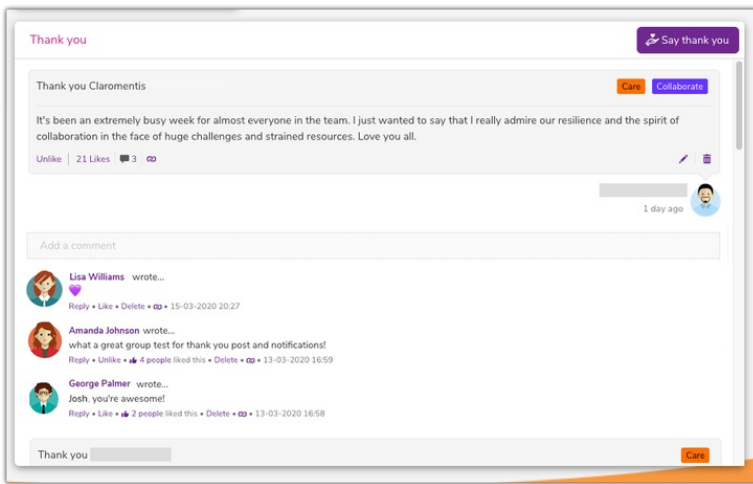 Thank you
Say thank you
Thank you Claromentis
Care Collaborate
It's been an extremely busy week for almost everyone in the team. I just wanted to say that I really admire our resilience and the spirit of
collaboration in the face of huge challenges and strained resources. Love you all.
Unlike | 21 Likes 3
1 day ago
Add a comment
Lisa Williams wrote...
💜
Reply • Like • Delete • • 15-03-2020 20:27
Amanda Johnson wrote...
what a great group test for thank you post and notifications!
Reply • Unlike • 4 people liked this • Delete • • 13-03-2020 16:59
George Palmer wrote...
Josh, you're awesome!
Reply • Like • 2 people liked this • Delete • • 13-03-2020 16:58
Thank you
Care